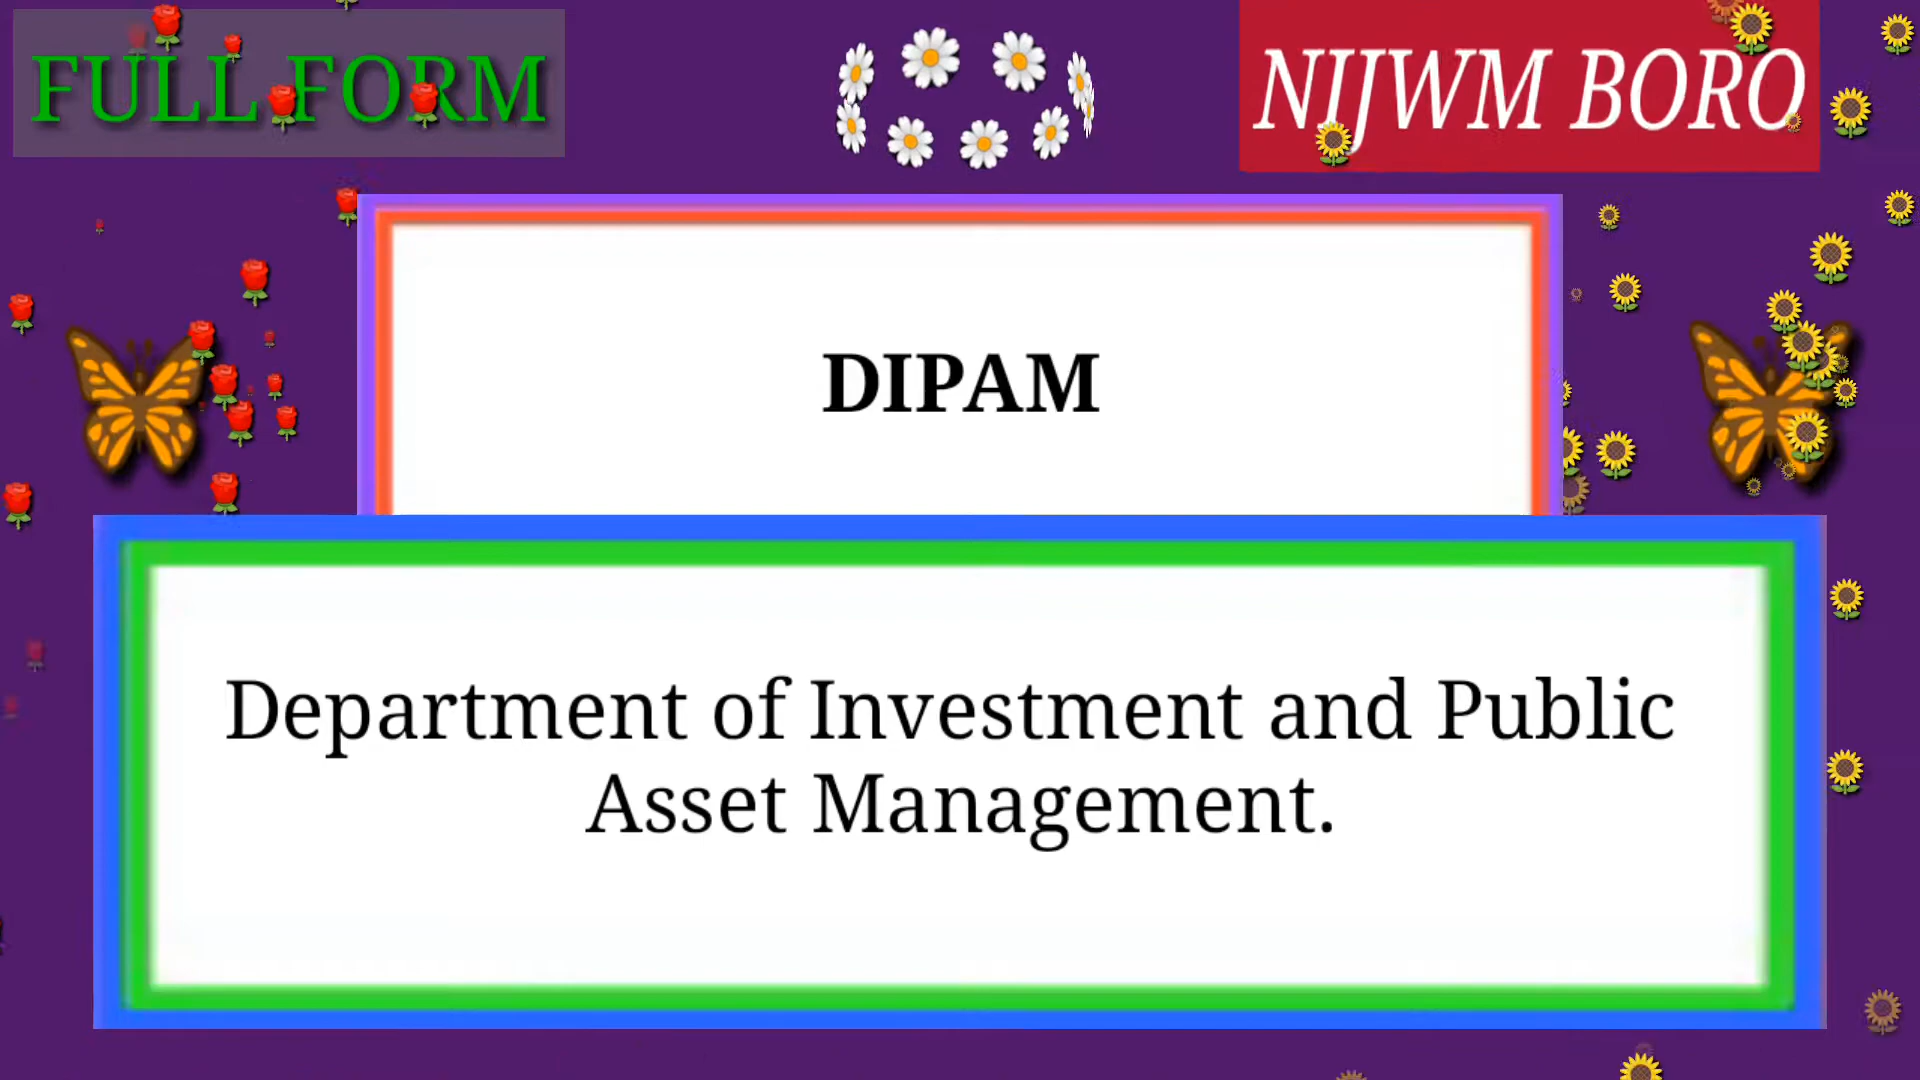 FULL FORM
NIJWM BORO
DIPAM
Department of Investment and Public
Asset Management.